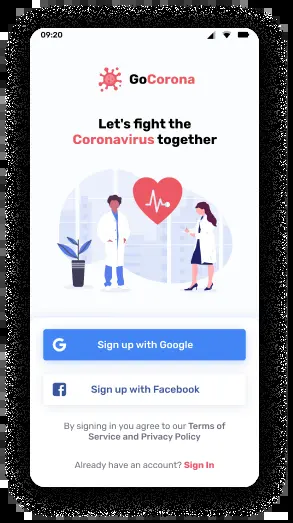 09:20
GoCorona
Let's fight the
Coronavirus together
Sign up with Google
Sign up with Facebook
By signing in you agree to our Terms of
Service and Privacy Policy
Already have an account? Sign In